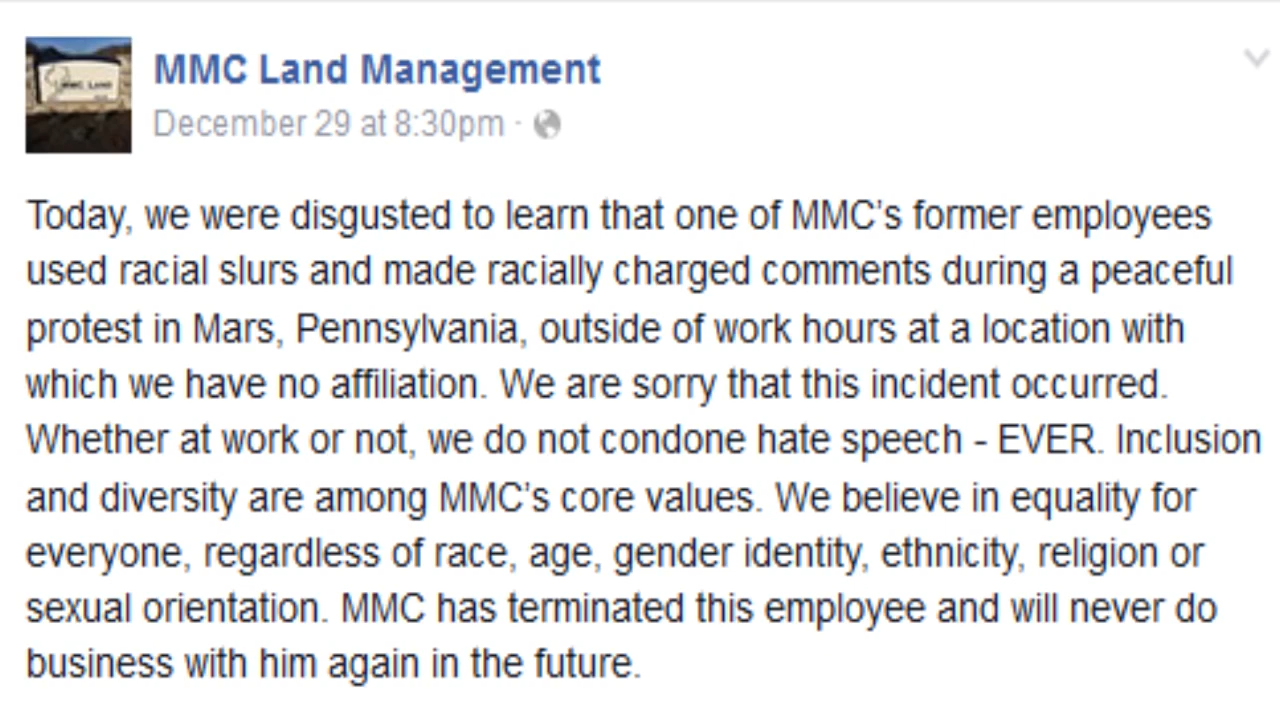 MMC Land Management
December 29 at 8:30pm ·
Today, we were disgusted to learn that one of MMC's former employees
used racial slurs and made racially charged comments during a peaceful
protest in Mars, Pennsylvania, outside of work hours at a location with
which we have no affiliation. We are sorry that this incident occurred.
Whether at work or not, we do not condone hate speech - EVER. Inclusion
and diversity are among MMC's core values. We believe in equality for
everyone, regardless of race, age, gender identity, ethnicity, religion or
sexual orientation. MMC has terminated this employee and will never do
business with him again in the future.